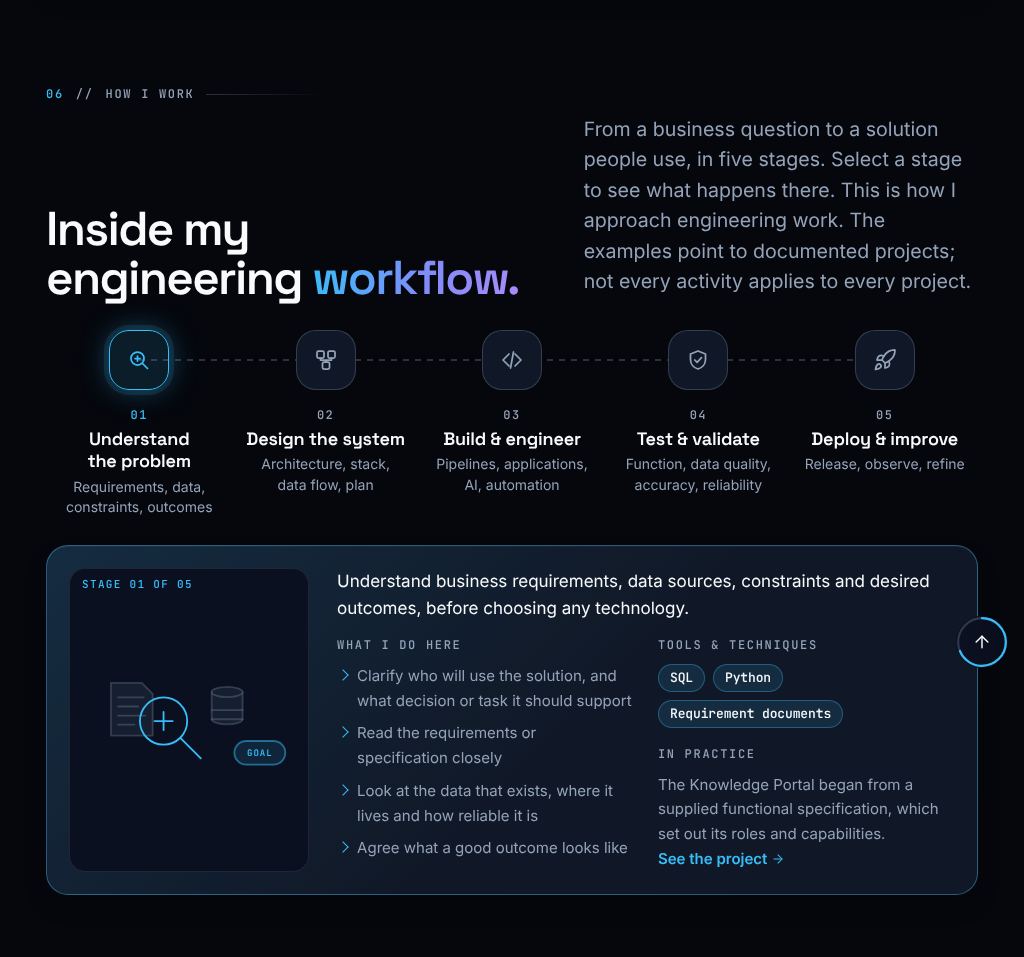 06 // HOW I WORK
Inside my
engineering workflow.
From a business question to a solution
people use, in five stages. Select a stage
to see what happens there. This is how I
approach engineering work. The
examples point to documented projects;
not every activity applies to every project.
01
Understand
the problem
Requirements, data,
constraints, outcomes
02
Design the system
Architecture, stack,
data flow, plan
03
Build & engineer
Pipelines, applications,
AI, automation
04
Test & validate
Function, data quality,
accuracy, reliability
05
Deploy & improve
Release, observe, refine
STAGE 01 OF 05
GOAL
Understand business requirements, data sources, constraints and desired
outcomes, before choosing any technology.
WHAT I DO HERE
Clarify who will use the solution, and
what decision or task it should support
Read the requirements or
specification closely
Look at the data that exists, where it
lives and how reliable it is
Agree what a good outcome looks like
TOOLS & TECHNIQUES
SQL
Python
Requirement documents
IN PRACTICE
The Knowledge Portal began from a
supplied functional specification, which
set out its roles and capabilities.
See the project →